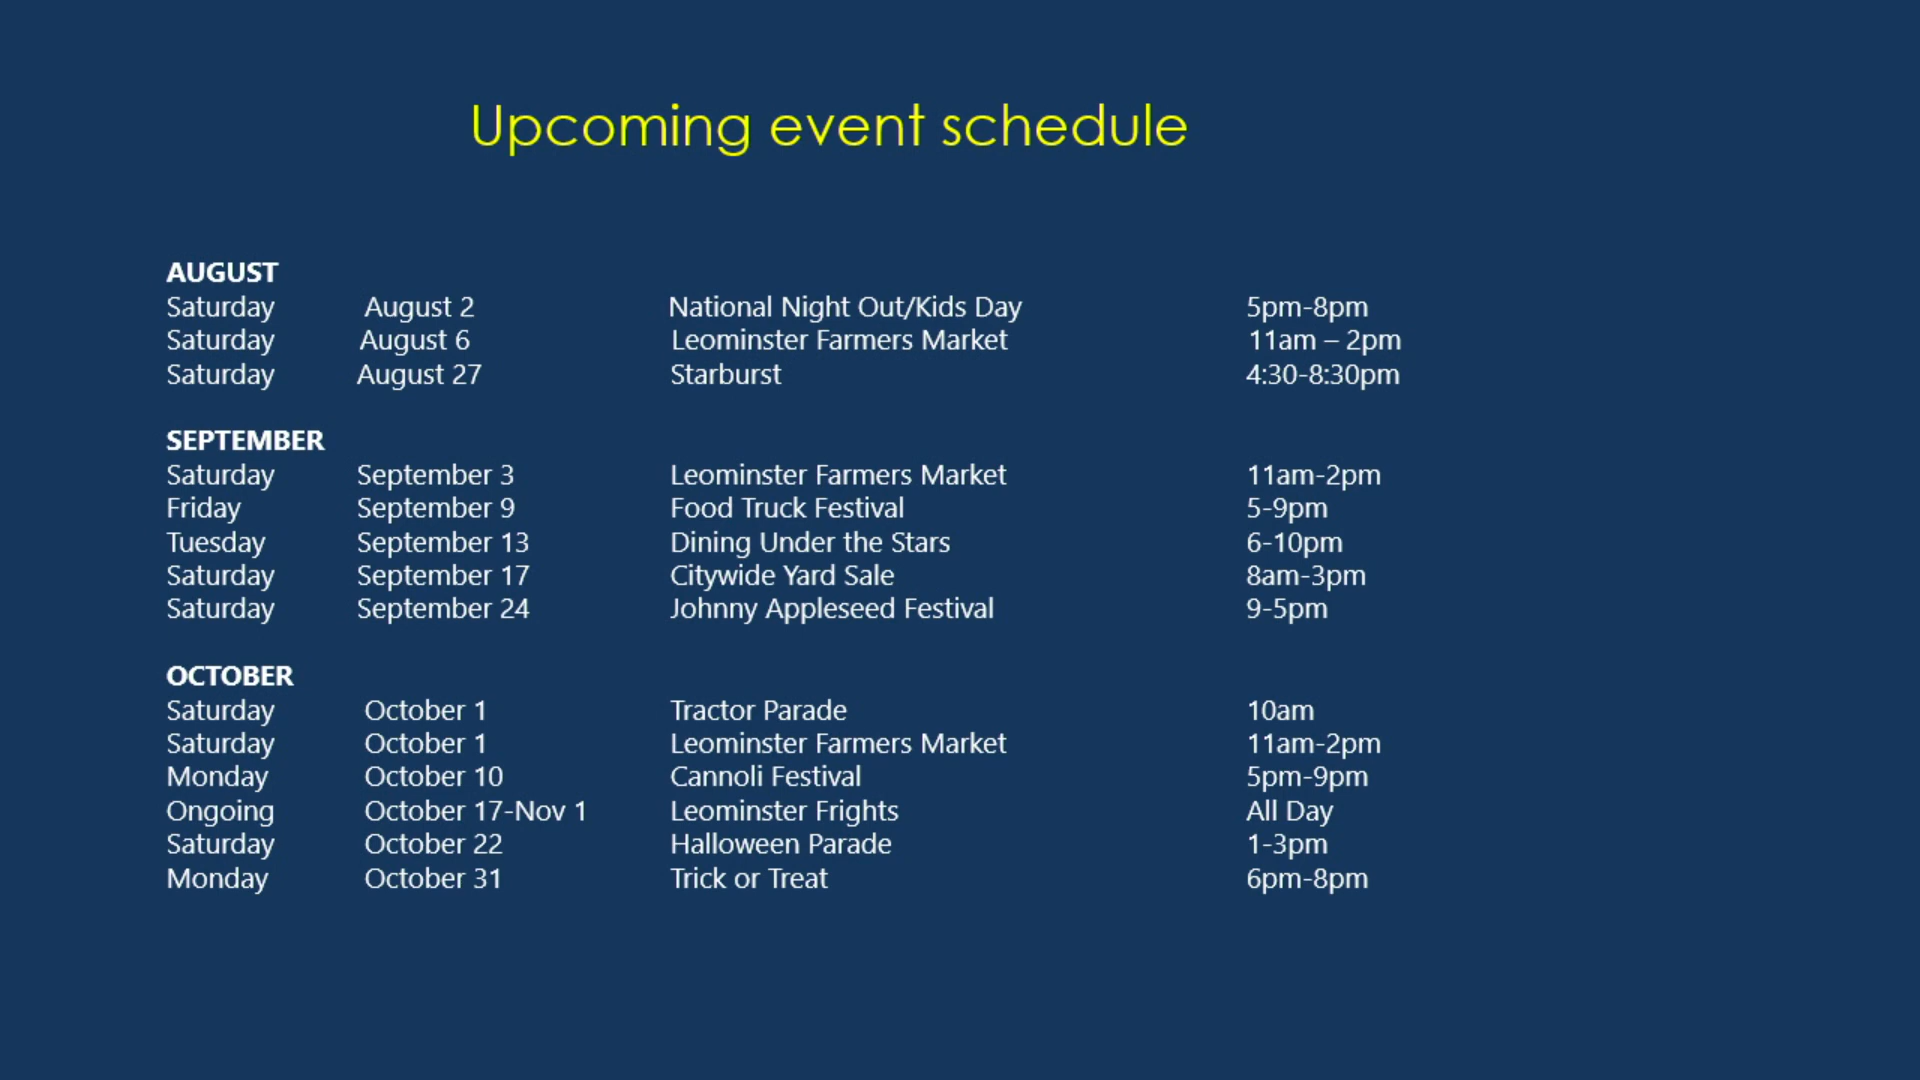 Upcoming event schedule
AUGUST
Saturday August 2 National Night Out/Kids Day 5pm-8pm
Saturday August 6 Leominster Farmers Market 11am – 2pm
Saturday August 27 Starburst 4:30-8:30pm
SEPTEMBER
Saturday September 3 Leominster Farmers Market 11am-2pm
Friday September 9 Food Truck Festival 5-9pm
Tuesday September 13 Dining Under the Stars 6-10pm
Saturday September 17 Citywide Yard Sale 8am-3pm
Saturday September 24 Johnny Appleseed Festival 9-5pm
OCTOBER
Saturday October 1 Tractor Parade 10am
Saturday October 1 Leominster Farmers Market 11am-2pm
Monday October 10 Cannoli Festival 5pm-9pm
Ongoing October 17-Nov 1 Leominster Frights All Day
Saturday October 22 Halloween Parade 1-3pm
Monday October 31 Trick or Treat 6pm-8pm